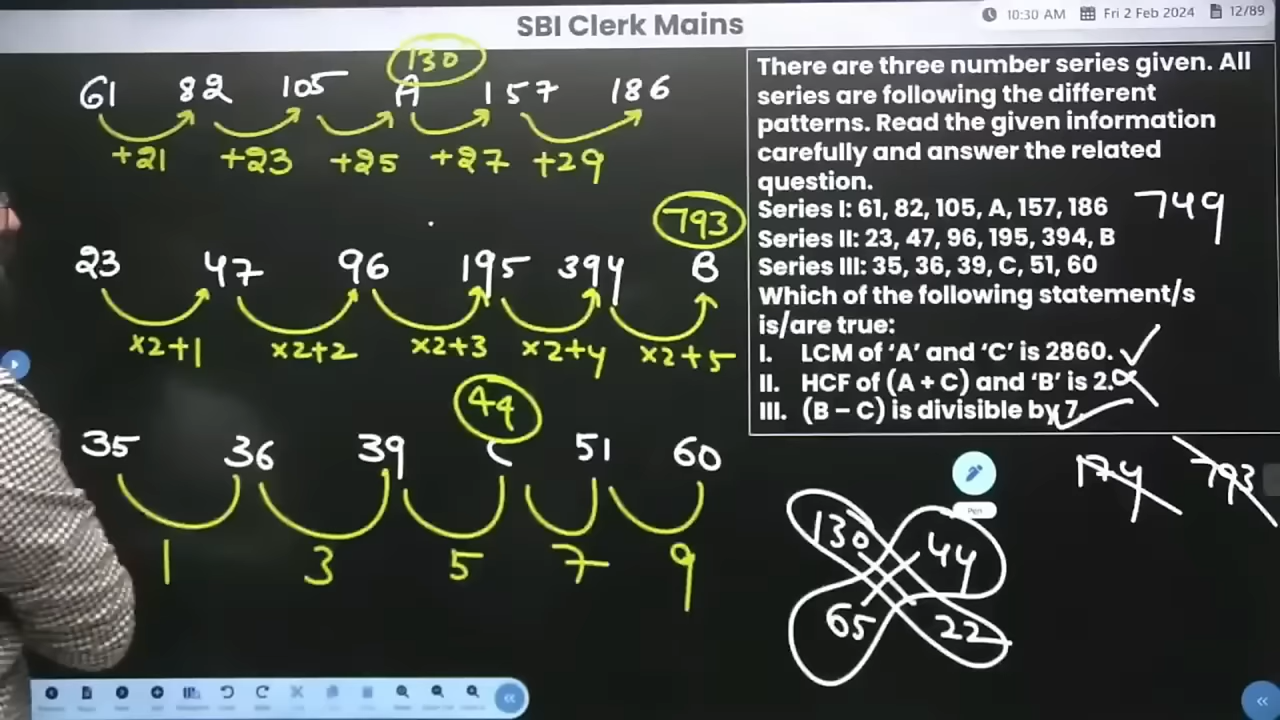 SBI Clerk Mains
10:30 AM Fri 2 Feb 2024 12/89
130
61 82 105 A 157 186
+21 +23 +25 +27 +29
793
23 47 96 195 394 B
×2+1 ×2+2 ×2+3 ×2+4 ×2+5
44
35 36 39 C 51 60
1 3 5 7 9
There are three number series given. All
series are following the different
patterns. Read the given information
carefully and answer the related
question.
Series I: 61, 82, 105, A, 157, 186
Series II: 23, 47, 96, 195, 394, B
Series III: 35, 36, 39, C, 51, 60
Which of the following statement/s
is/are true:
I. LCM of 'A' and 'C' is 2860.
II. HCF of (A + C) and 'B' is 2.
III. (B – C) is divisible by 7.
749
174 793
Pen
130 44
65 22